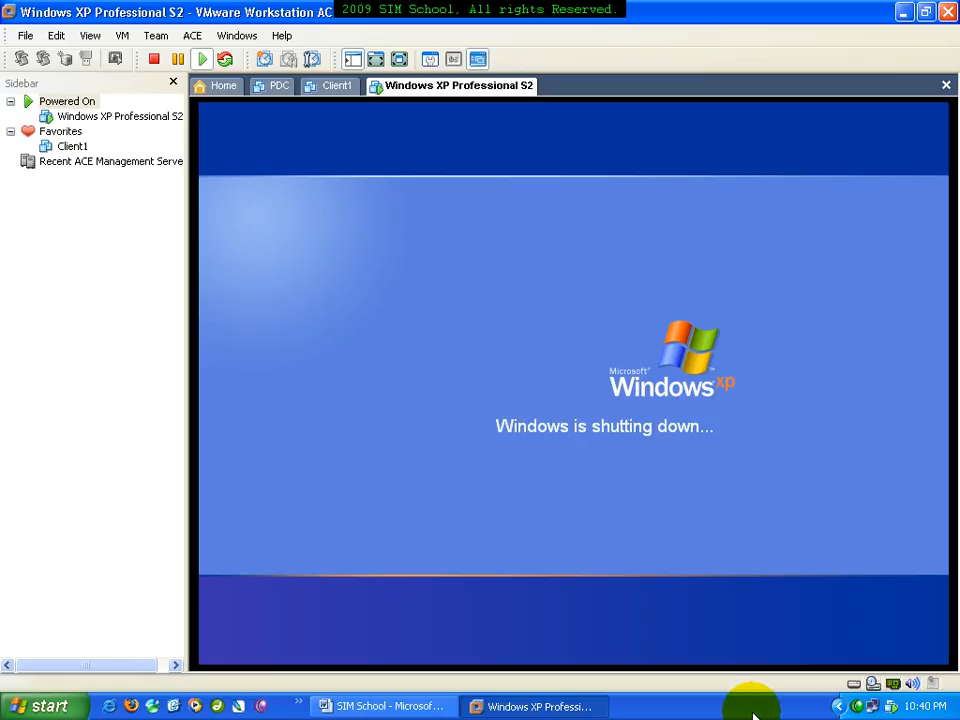 Windows XP Professional S2 - VMware Workstation AC
2009 SIM School, All rights Reserved.
File Edit View VM Team ACE Windows Help
Sidebar
Home PDC Client1 Windows XP Professional S2
Powered On
Windows XP Professional S2
Favorites
Client1
Recent ACE Management Serve
Microsoft
Windows xp
Windows is shutting down...
start
SIM School - Microsof...
Windows XP Professi...
10:40 PM